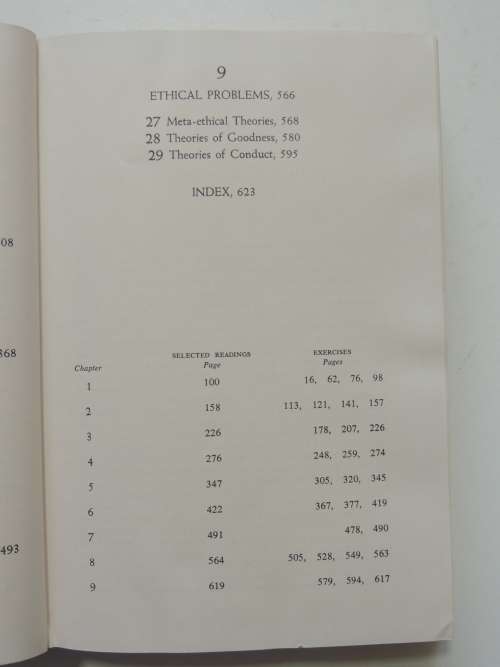 08
368
493
9
ETHICAL PROBLEMS, 566
27 Meta-ethical Theories, 568
28 Theories of Goodness, 580
29 Theories of Conduct, 595
INDEX, 623
SELECTED READINGS EXERCISES
Chapter Page Pages
1 100 16, 62, 76, 98
2 158 113, 121, 141, 157
3 226 178, 207, 226
4 276 248, 259, 274
5 347 305, 320, 345
6 422 367, 377, 419
7 491 478, 490
8 564 505, 528, 549, 563
9 619 579, 594, 617